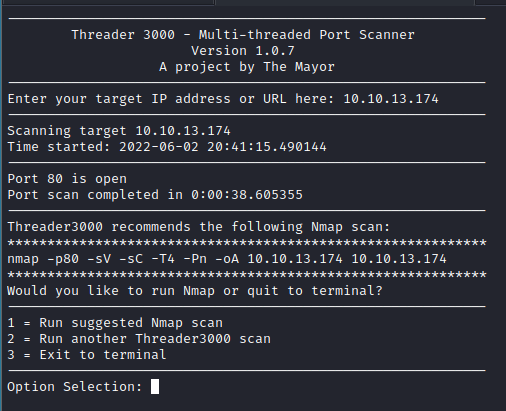 Threader 3000 - Multi-threaded Port Scanner
Version 1.0.7
A project by The Mayor
Enter your target IP address or URL here: 10.10.13.174
Scanning target 10.10.13.174
Time started: 2022-06-02 20:41:15.490144
Port 80 is open
Port scan completed in 0:00:38.605355
Threader3000 recommends the following Nmap scan:
************************************************************
nmap -p80 -sV -sC -T4 -Pn -oA 10.10.13.174 10.10.13.174
************************************************************
Would you like to run Nmap or quit to terminal?
1 = Run suggested Nmap scan
2 = Run another Threader3000 scan
3 = Exit to terminal
Option Selection: